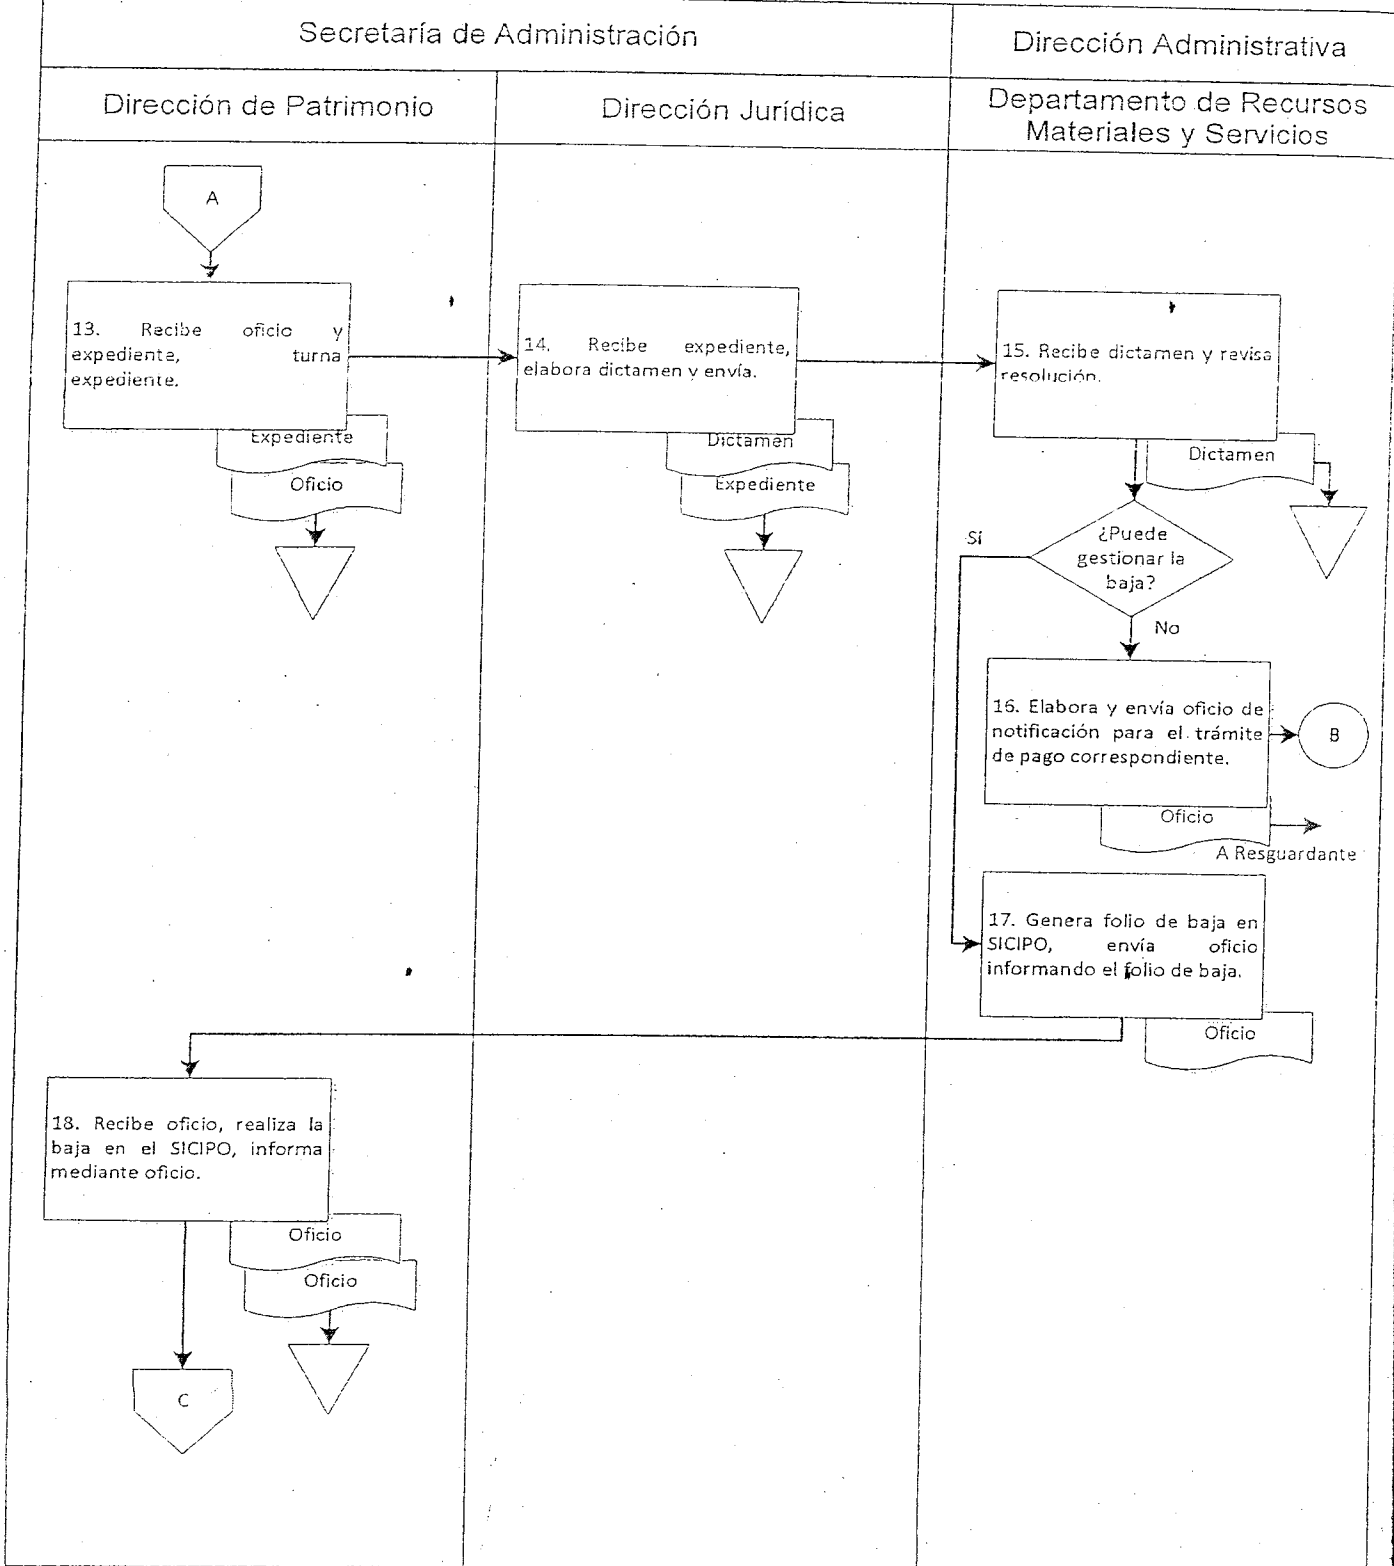 Secretaría de Administración
Dirección Administrativa
Dirección de Patrimonio
Dirección Jurídica
Departamento de Recursos
Materiales y Servicios
A
13. Recibe oficio y
expediente, turna
expediente.
Expediente
Oficio
14. Recibe expediente,
elabora dictamen y envía.
Dictamen
Expediente
15. Recibe dictamen y revisa
resolución.
Dictamen
¿Puede
gestionar la
baja?
Sí
No
16. Elabora y envía oficio de
notificación para el trámite
de pago correspondiente.
B
Oficio
A Resguardante
17. Genera folio de baja en
SICIPO, envía oficio
informando el folio de baja.
Oficio
18. Recibe oficio, realiza la
baja en el SICIPO, informa
mediante oficio.
Oficio
Oficio
C